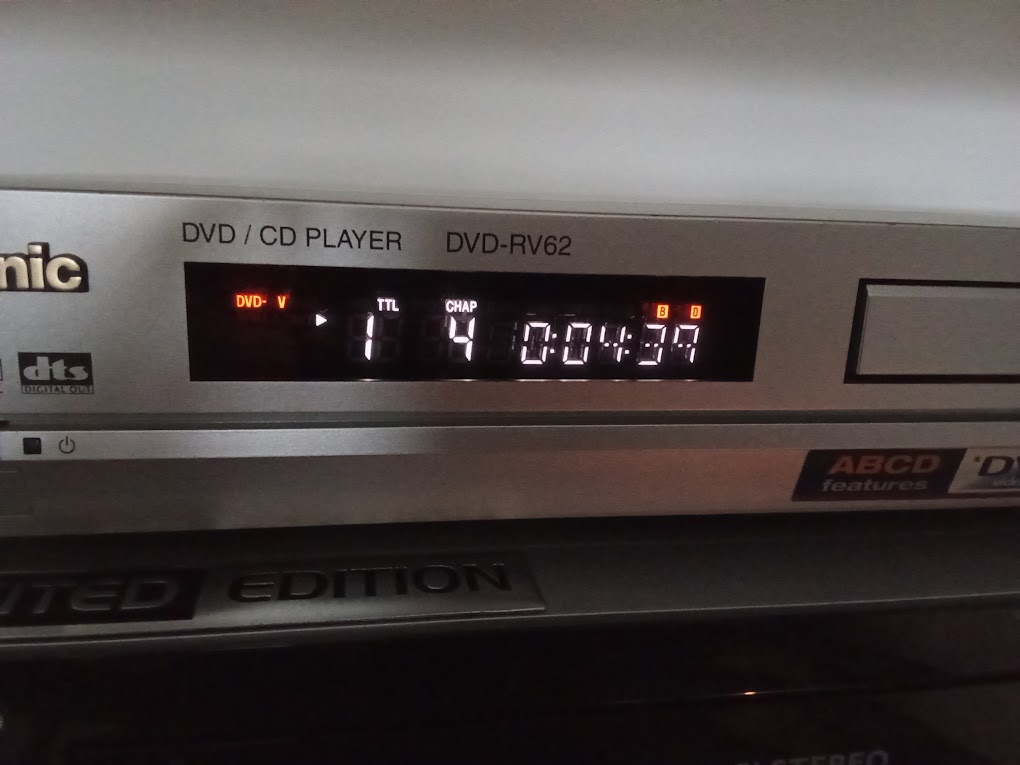 DVD / CD PLAYER DVD-RV62
nic
DVD- V TTL CHAP B D
1 4 0:04:37
dts
DIGITAL OUT
ABCD
features
EDITION
STEREO